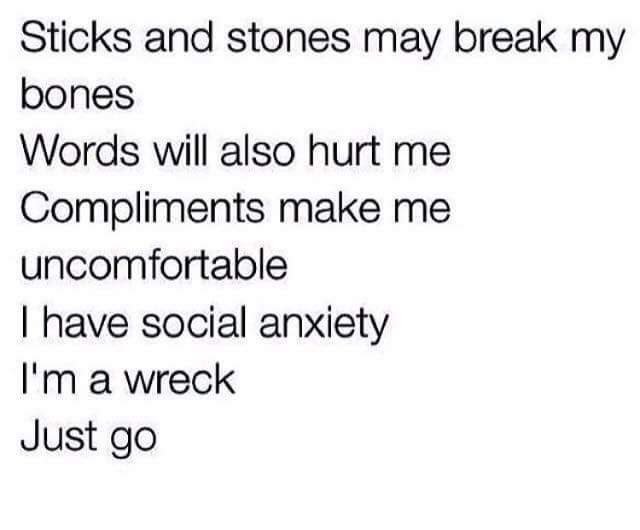 Sticks and stones may break my
bones
Words will also hurt me
Compliments make me
uncomfortable
I have social anxiety
I'm a wreck
Just go